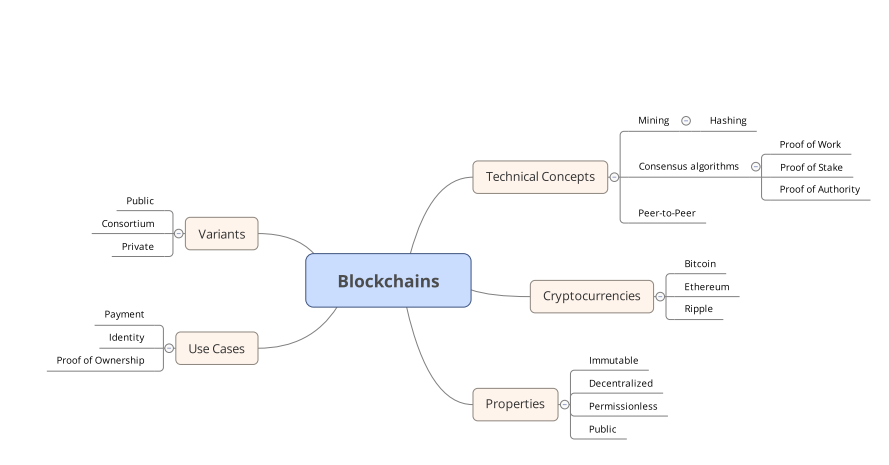 Blockchains
Technical Concepts
Mining
Hashing
Consensus algorithms
Proof of Work
Proof of Stake
Proof of Authority
Peer-to-Peer
Cryptocurrencies
Bitcoin
Ethereum
Ripple
Properties
Immutable
Decentralized
Permissionless
Public
Variants
Public
Consortium
Private
Use Cases
Payment
Identity
Proof of Ownership